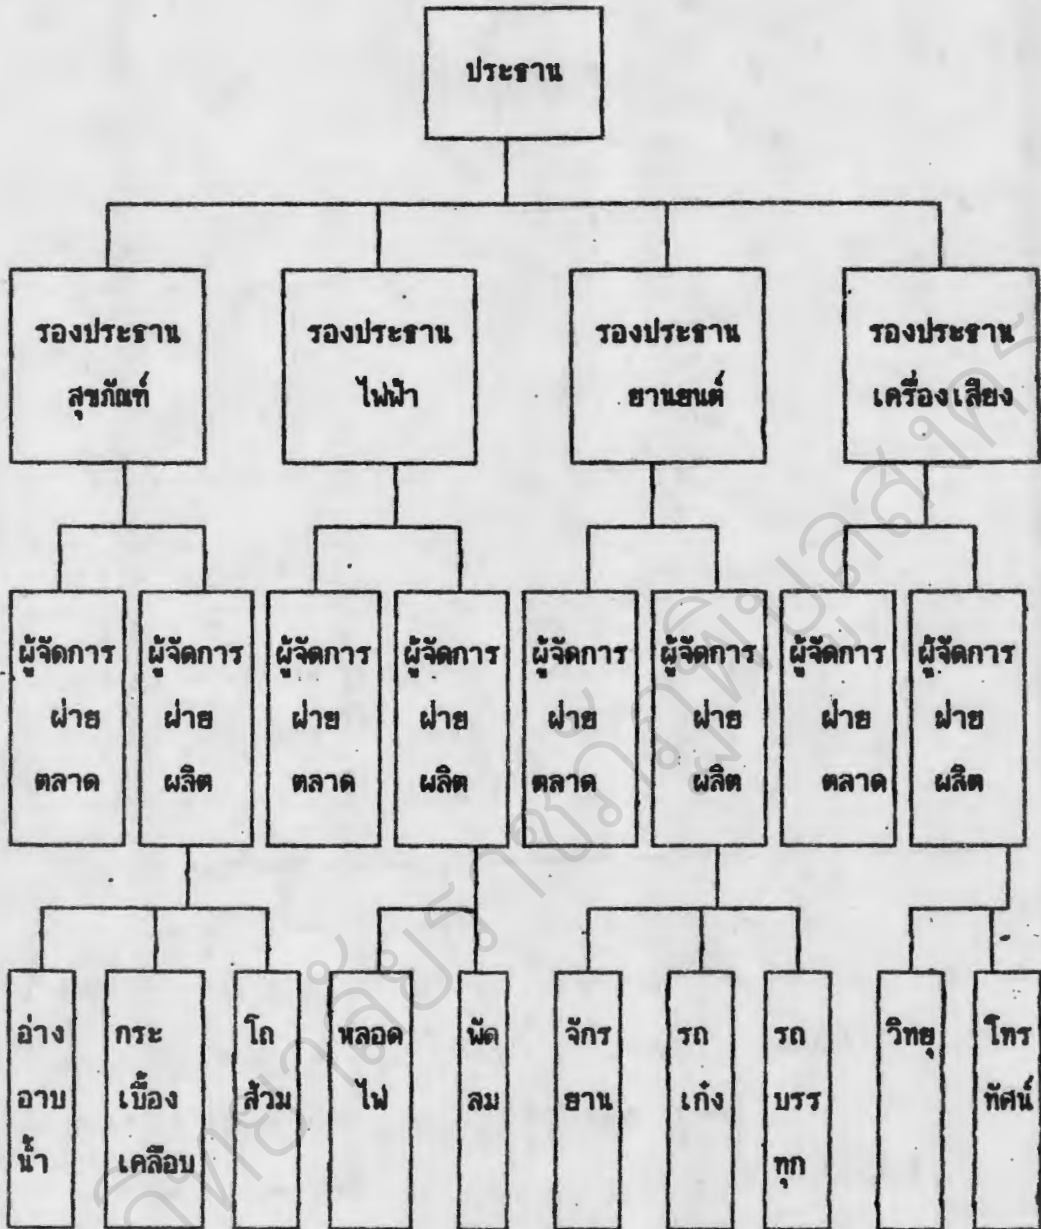 ประธาน
รองประธาน
สุขภัณฑ์
รองประธาน
ไฟฟ้า
รองประธาน
ยานยนต์
รองประธาน
เครื่องเสียง
ผู้จัดการ
ฝ่าย
ตลาด
ผู้จัดการ
ฝ่าย
ผลิต
ผู้จัดการ
ฝ่าย
ตลาด
ผู้จัดการ
ฝ่าย
ผลิต
ผู้จัดการ
ฝ่าย
ตลาด
ผู้จัดการ
ฝ่าย
ผลิต
ผู้จัดการ
ฝ่าย
ตลาด
ผู้จัดการ
ฝ่าย
ผลิต
อ่าง
อาบ
น้ำ
กระ
เบื้อง
เคลือบ
โถ
ส้วม
หลอด
ไฟ
พัด
ลม
จักร
ยาน
รถ
เก๋ง
รถ
บรร
ทุก
วิทยุ
โทร
ทัศน์